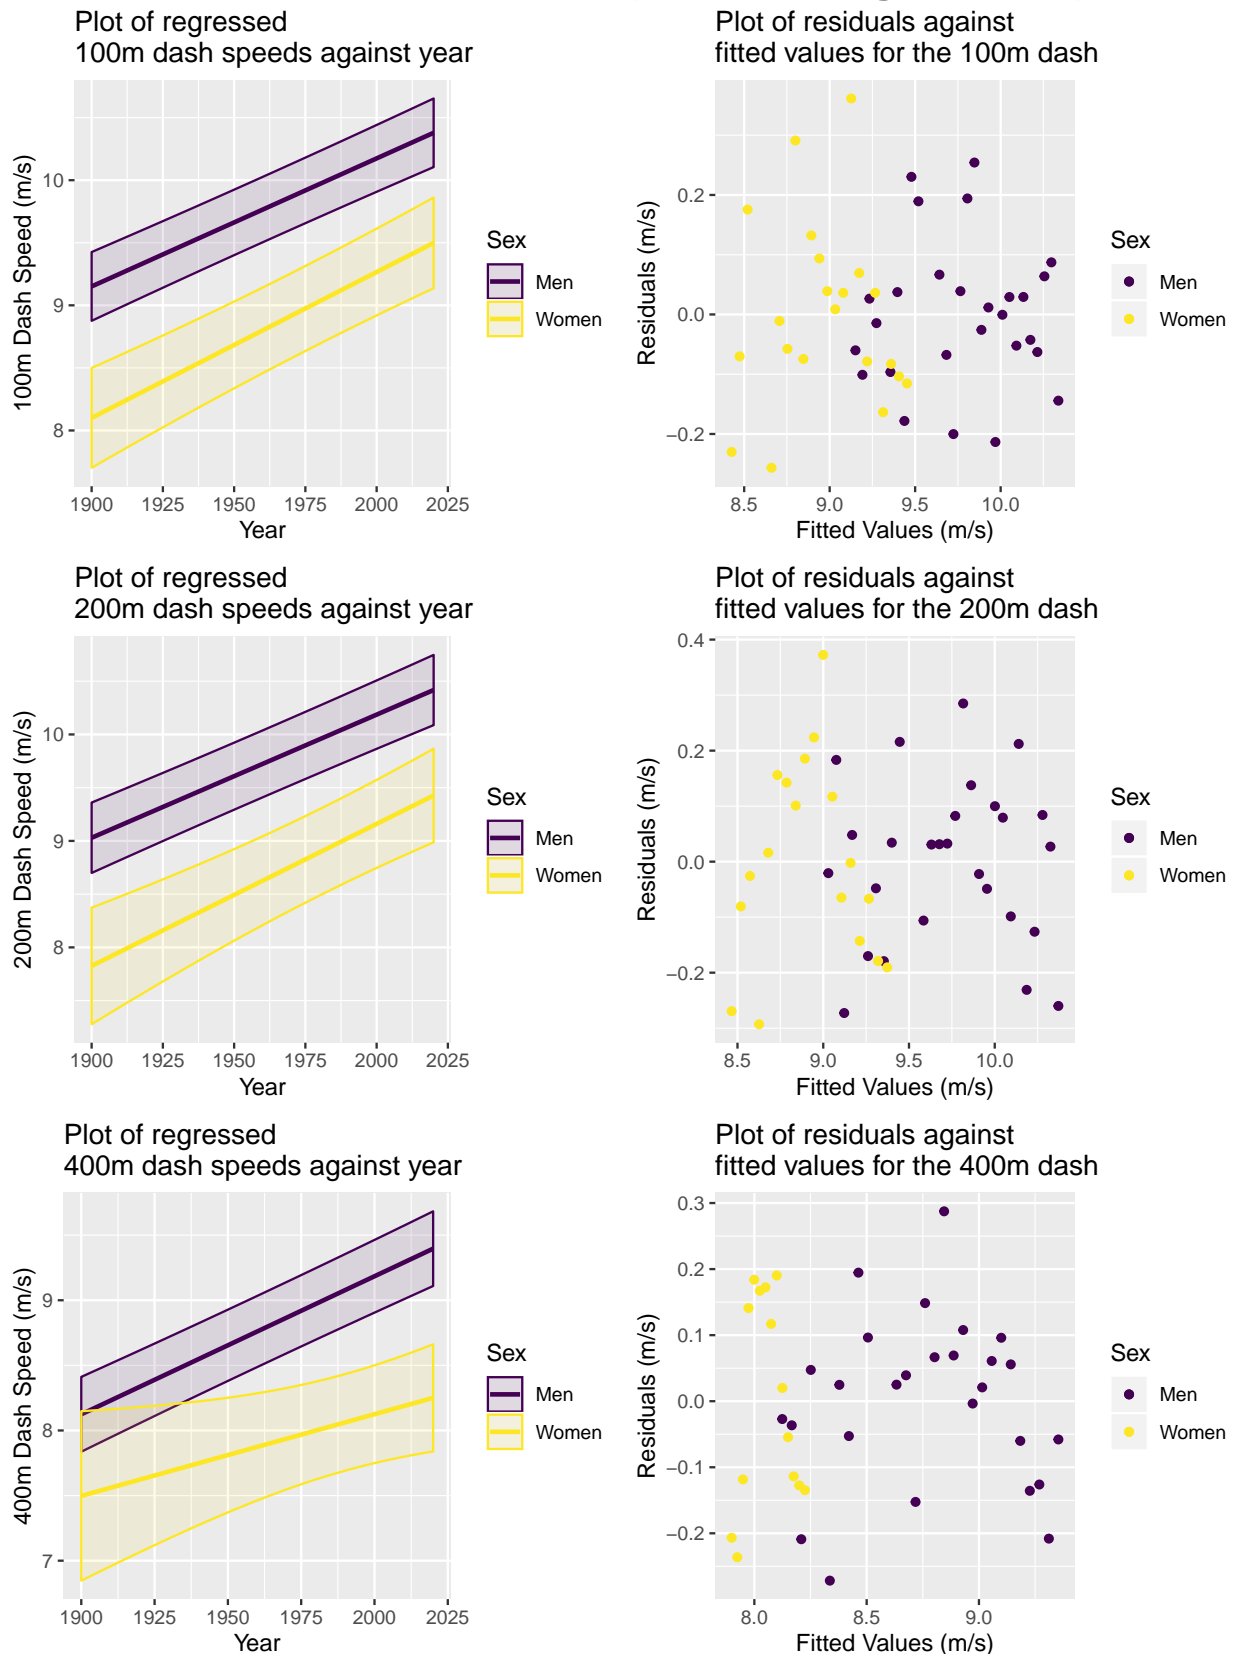 Plot of regressed
100m dash speeds against year
100m Dash Speed (m/s)
10
9
8
1900 1925 1950 1975 2000 2025
Year
Sex
Men
Women
Plot of residuals against
fitted values for the 100m dash
Residuals (m/s)
0.2
0.0
−0.2
8.5 9.0 9.5 10.0
Fitted Values (m/s)
Sex
Men
Women
Plot of regressed
200m dash speeds against year
200m Dash Speed (m/s)
10
9
8
1900 1925 1950 1975 2000 2025
Year
Sex
Men
Women
Plot of residuals against
fitted values for the 200m dash
Residuals (m/s)
0.4
0.2
0.0
−0.2
8.5 9.0 9.5 10.0
Fitted Values (m/s)
Sex
Men
Women
Plot of regressed
400m dash speeds against year
400m Dash Speed (m/s)
9
8
7
1900 1925 1950 1975 2000 2025
Year
Sex
Men
Women
Plot of residuals against
fitted values for the 400m dash
Residuals (m/s)
0.3
0.2
0.1
0.0
−0.1
−0.2
8.0 8.5 9.0
Fitted Values (m/s)
Sex
Men
Women